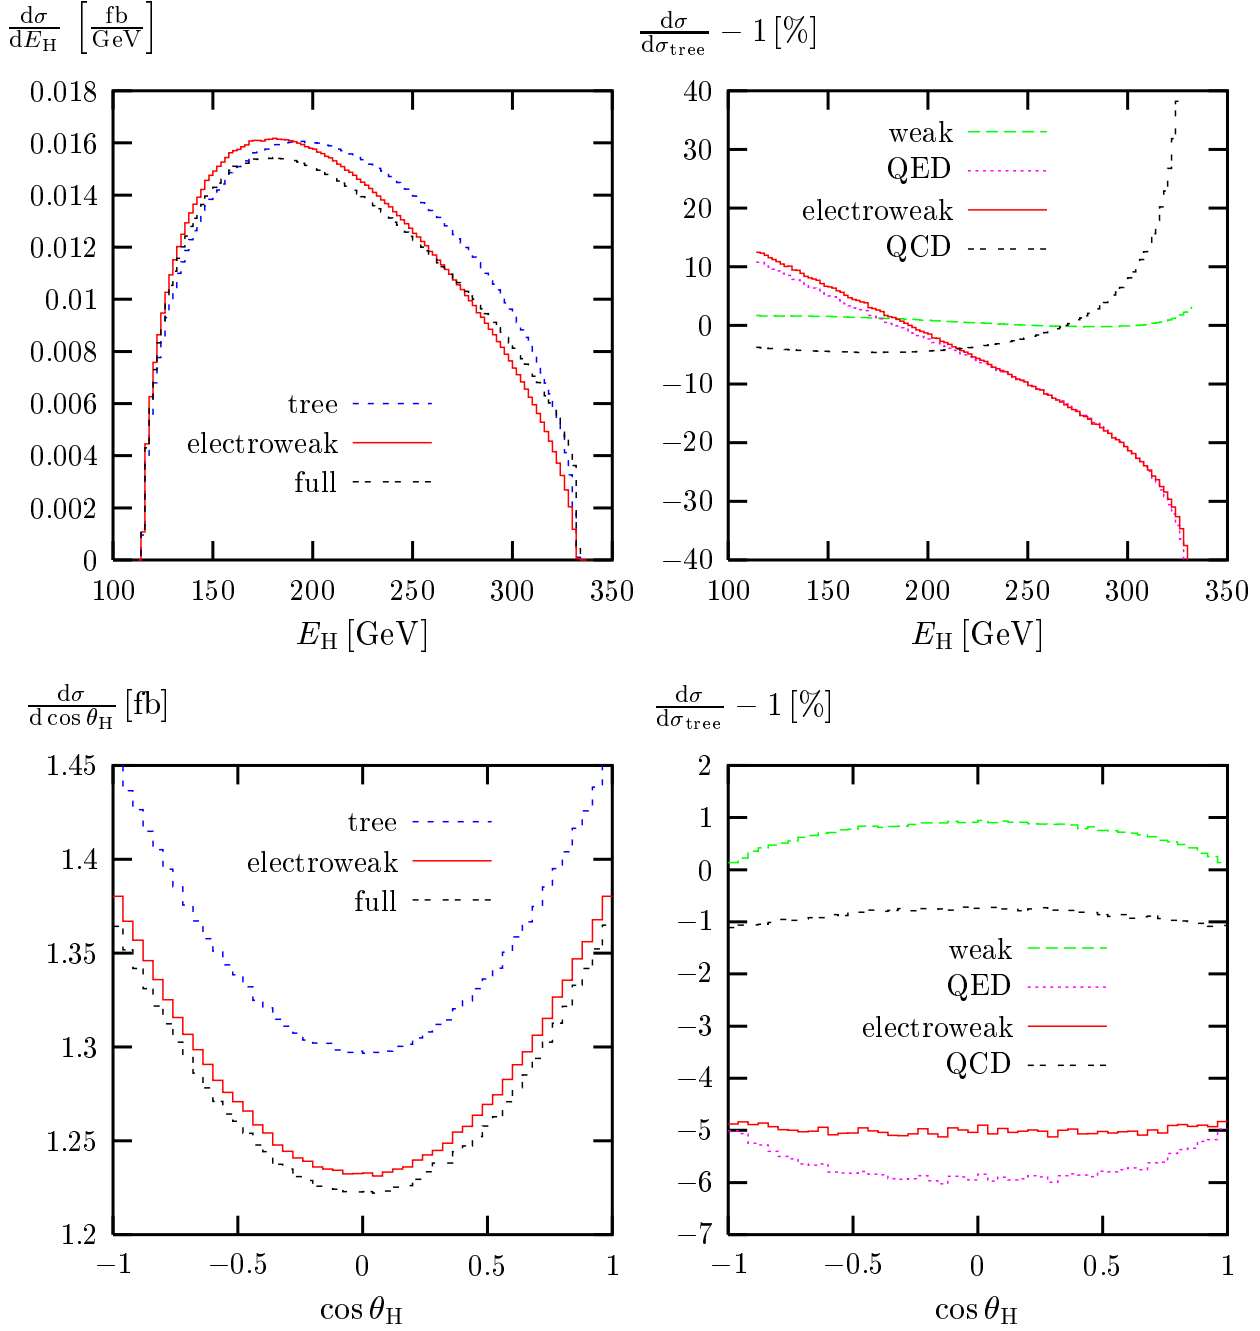 dσ/dE_H [fb/GeV]
0.018
0.016
0.014
0.012
0.01
0.008
0.006
0.004
0.002
0
tree
electroweak
full
100 150 200 250 300 350
E_H [GeV]
dσ/dσ_tree − 1 [%]
40
30
20
10
0
−10
−20
−30
−40
weak
QED
electroweak
QCD
100 150 200 250 300 350
E_H [GeV]
dσ/d cos θ_H [fb]
1.45
1.4
1.35
1.3
1.25
1.2
tree
electroweak
full
−1 −0.5 0 0.5 1
cos θ_H
dσ/dσ_tree − 1 [%]
2
1
0
−1
−2
−3
−4
−5
−6
−7
weak
QED
electroweak
QCD
−1 −0.5 0 0.5 1
cos θ_H